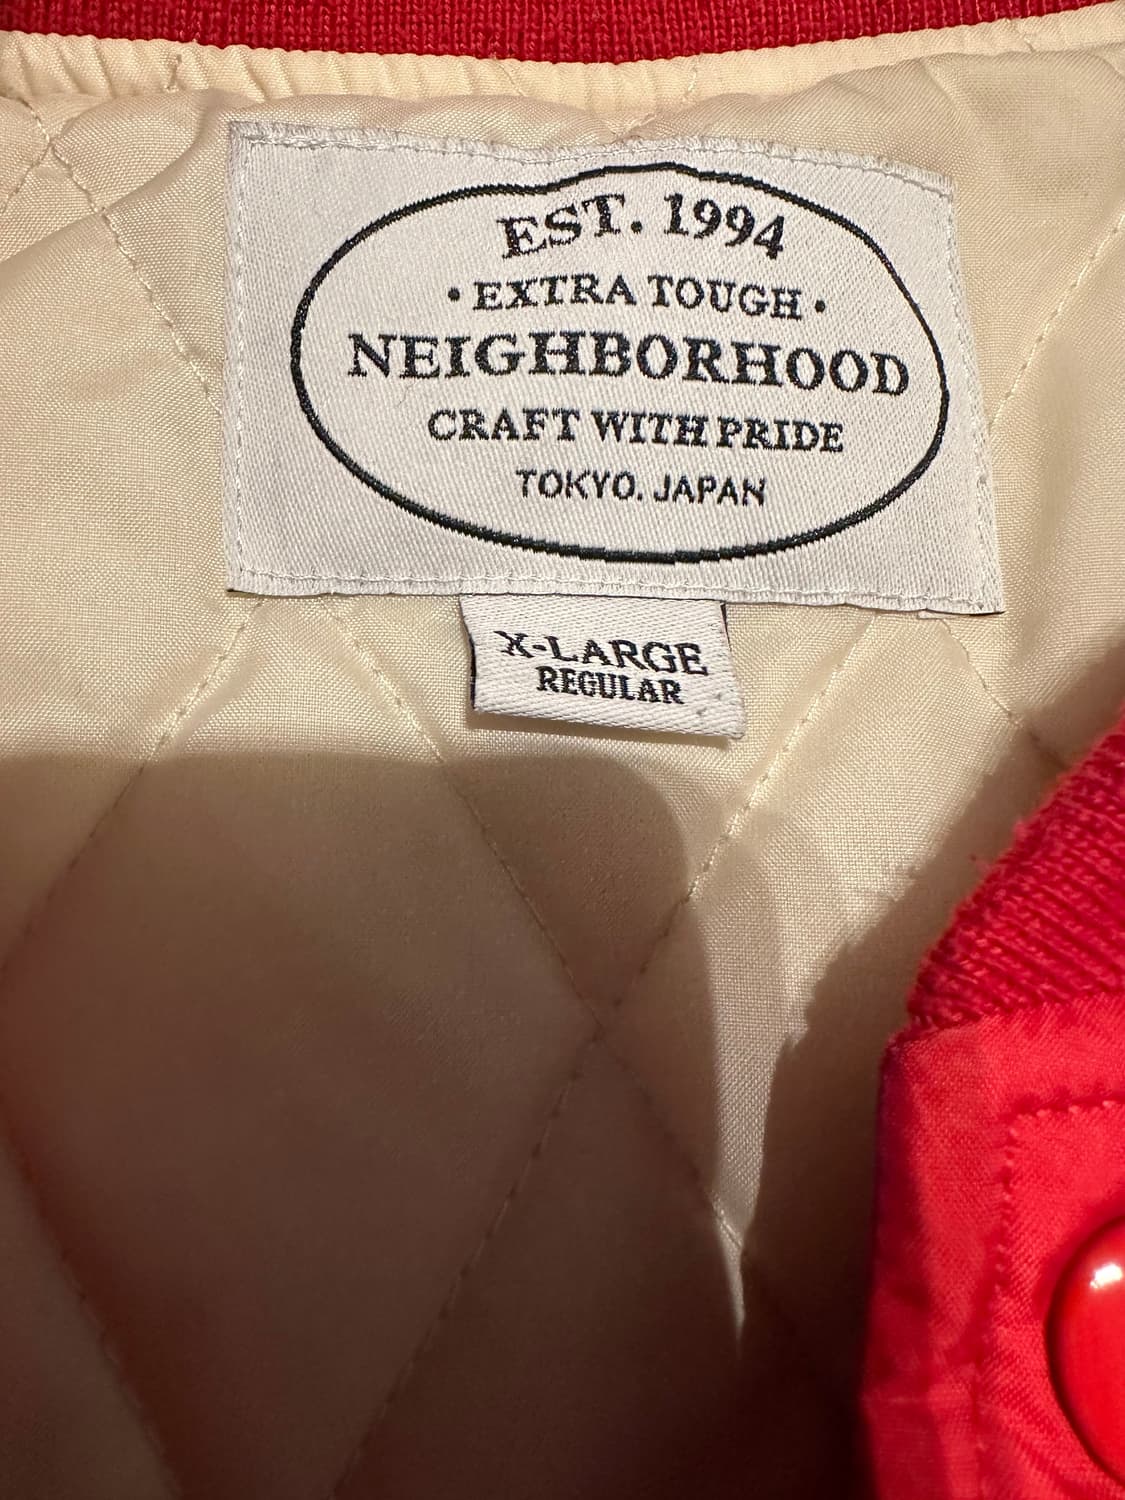 EST. 1994
• EXTRA TOUGH •
NEIGHBORHOOD
CRAFT WITH PRIDE
TOKYO. JAPAN
X-LARGE
REGULAR